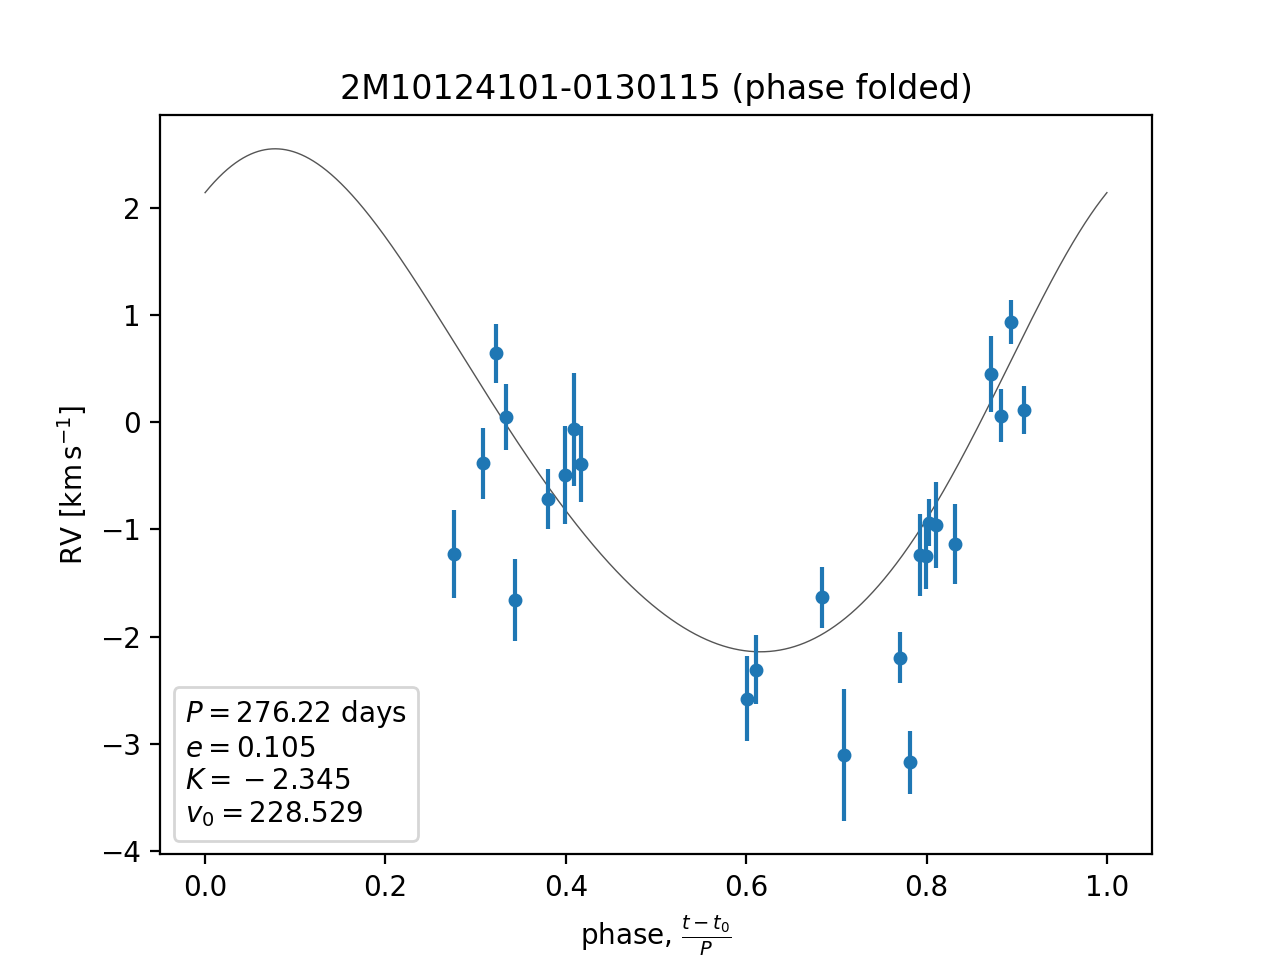 2M10124101-0130115 (phase folded)
RV [km s⁻¹]
2
1
0
−1
−2
−3
−4
P = 276.22 days
e = 0.105
K = −2.345
v₀ = 228.529
0.0 0.2 0.4 0.6 0.8 1.0
phase, (t − t₀)/P